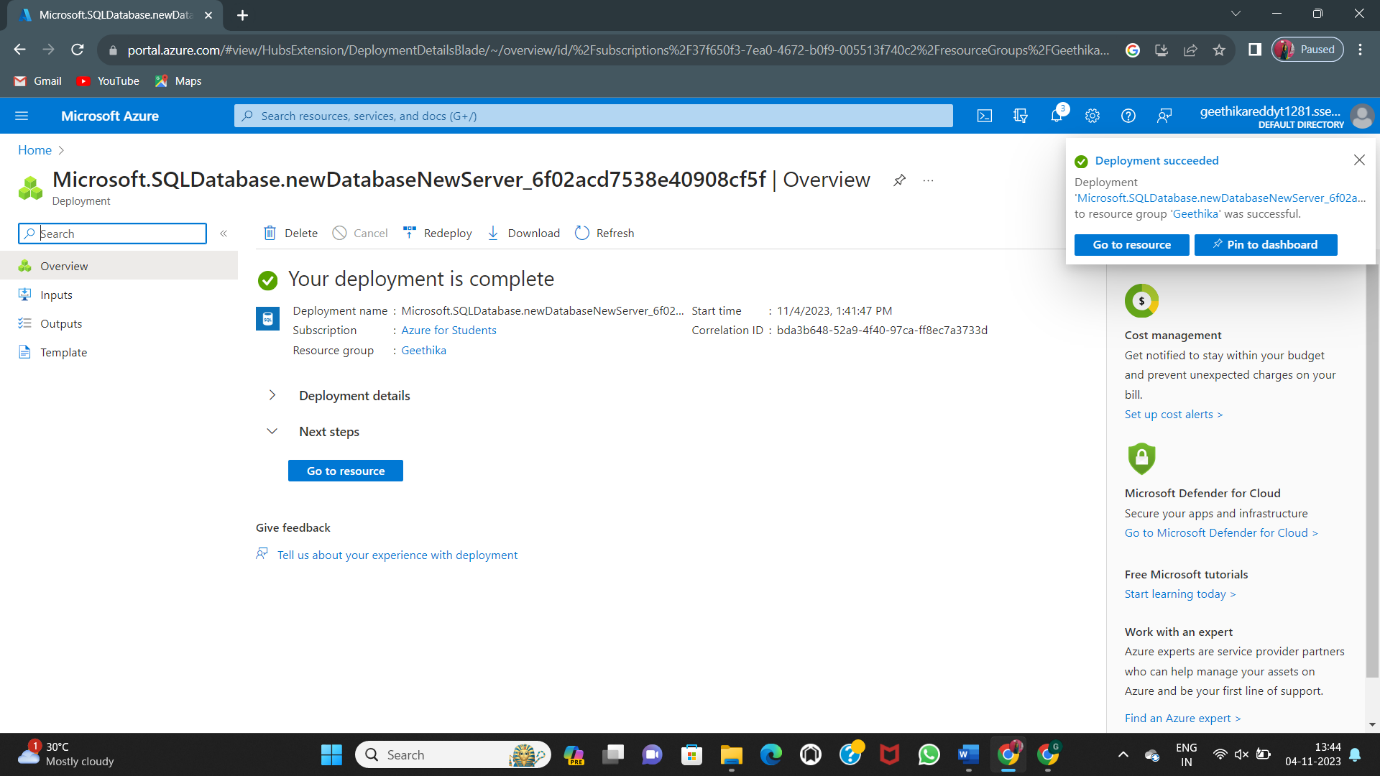 Microsoft.SQLDatabase.newData
portal.azure.com/#view/HubsExtension/DeploymentDetailsBlade/~/overview/id/%2Fsubscriptions%2F37f650f3-7ea0-4672-b0f9-005513f740c2%2FresourceGroups%2FGeethika...
Paused
Gmail
YouTube
Maps
Microsoft Azure
Search resources, services, and docs (G+/)
3
geethikareddyt1281.sse...
DEFAULT DIRECTORY
Home
Microsoft.SQLDatabase.newDatabaseNewServer_6f02acd7538e40908cf5f | Overview
Deployment
Deployment succeeded
Deployment
'Microsoft.SQLDatabase.newDatabaseNewServer_6f02a...
to resource group 'Geethika' was successful.
Go to resource
Pin to dashboard
Search
Delete
Cancel
Redeploy
Download
Refresh
Overview
Inputs
Outputs
Template
Your deployment is complete
SQL
Deployment name : Microsoft.SQLDatabase.newDatabaseNewServer_6f02...
Subscription : Azure for Students
Resource group : Geethika
Start time : 11/4/2023, 1:41:47 PM
Correlation ID : bda3b648-52a9-4f40-97ca-ff8ec7a3733d
Deployment details
Next steps
Go to resource
Give feedback
Tell us about your experience with deployment
$
Cost management
Get notified to stay within your budget
and prevent unexpected charges on your
bill.
Set up cost alerts >
Microsoft Defender for Cloud
Secure your apps and infrastructure
Go to Microsoft Defender for Cloud >
Free Microsoft tutorials
Start learning today >
Work with an expert
Azure experts are service provider partners
who can help manage your assets on
Azure and be your first line of support.
Find an Azure expert >
1
30°C
Mostly cloudy
Search
PRE
G
ENG
IN
13:44
04-11-2023